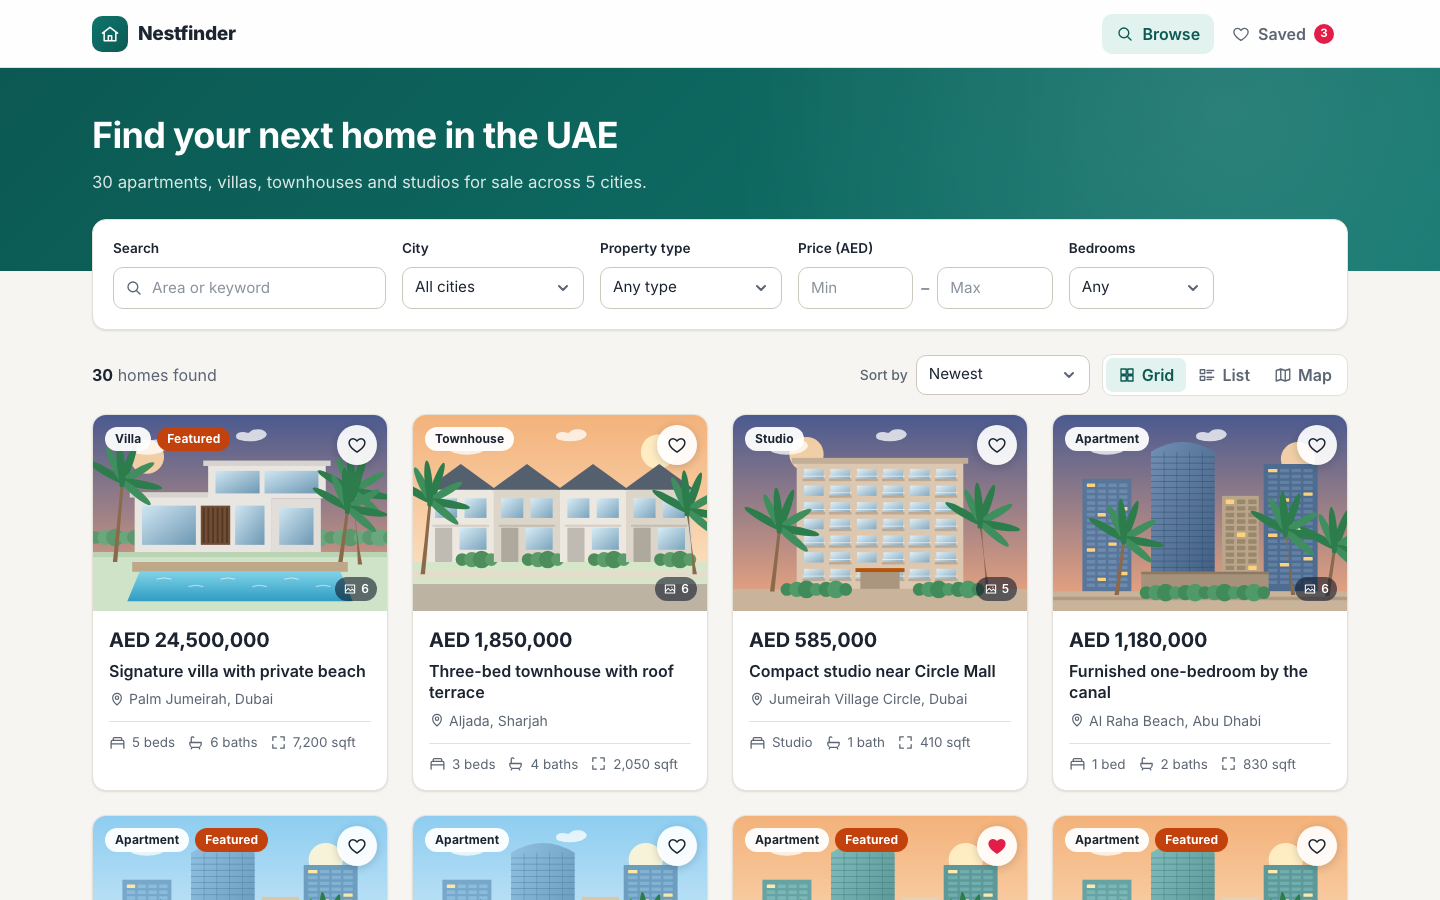 Nestfinder
Browse
Saved 3
Find your next home in the UAE
30 apartments, villas, townhouses and studios for sale across 5 cities.
Search
City
Property type
Price (AED)
Bedrooms
Area or keyword
All cities
Any type
Min – Max
Any
30 homes found
Sort by
Newest
Grid
List
Map
Villa Featured
6
AED 24,500,000
Signature villa with private beach
Palm Jumeirah, Dubai
5 beds 6 baths 7,200 sqft
Townhouse
6
AED 1,850,000
Three-bed townhouse with roof
terrace
Aljada, Sharjah
3 beds 4 baths 2,050 sqft
Studio
5
AED 585,000
Compact studio near Circle Mall
Jumeirah Village Circle, Dubai
Studio 1 bath 410 sqft
Apartment
6
AED 1,180,000
Furnished one-bedroom by the
canal
Al Raha Beach, Abu Dhabi
1 bed 2 baths 830 sqft
Apartment Featured
Apartment
Apartment Featured
Apartment Featured